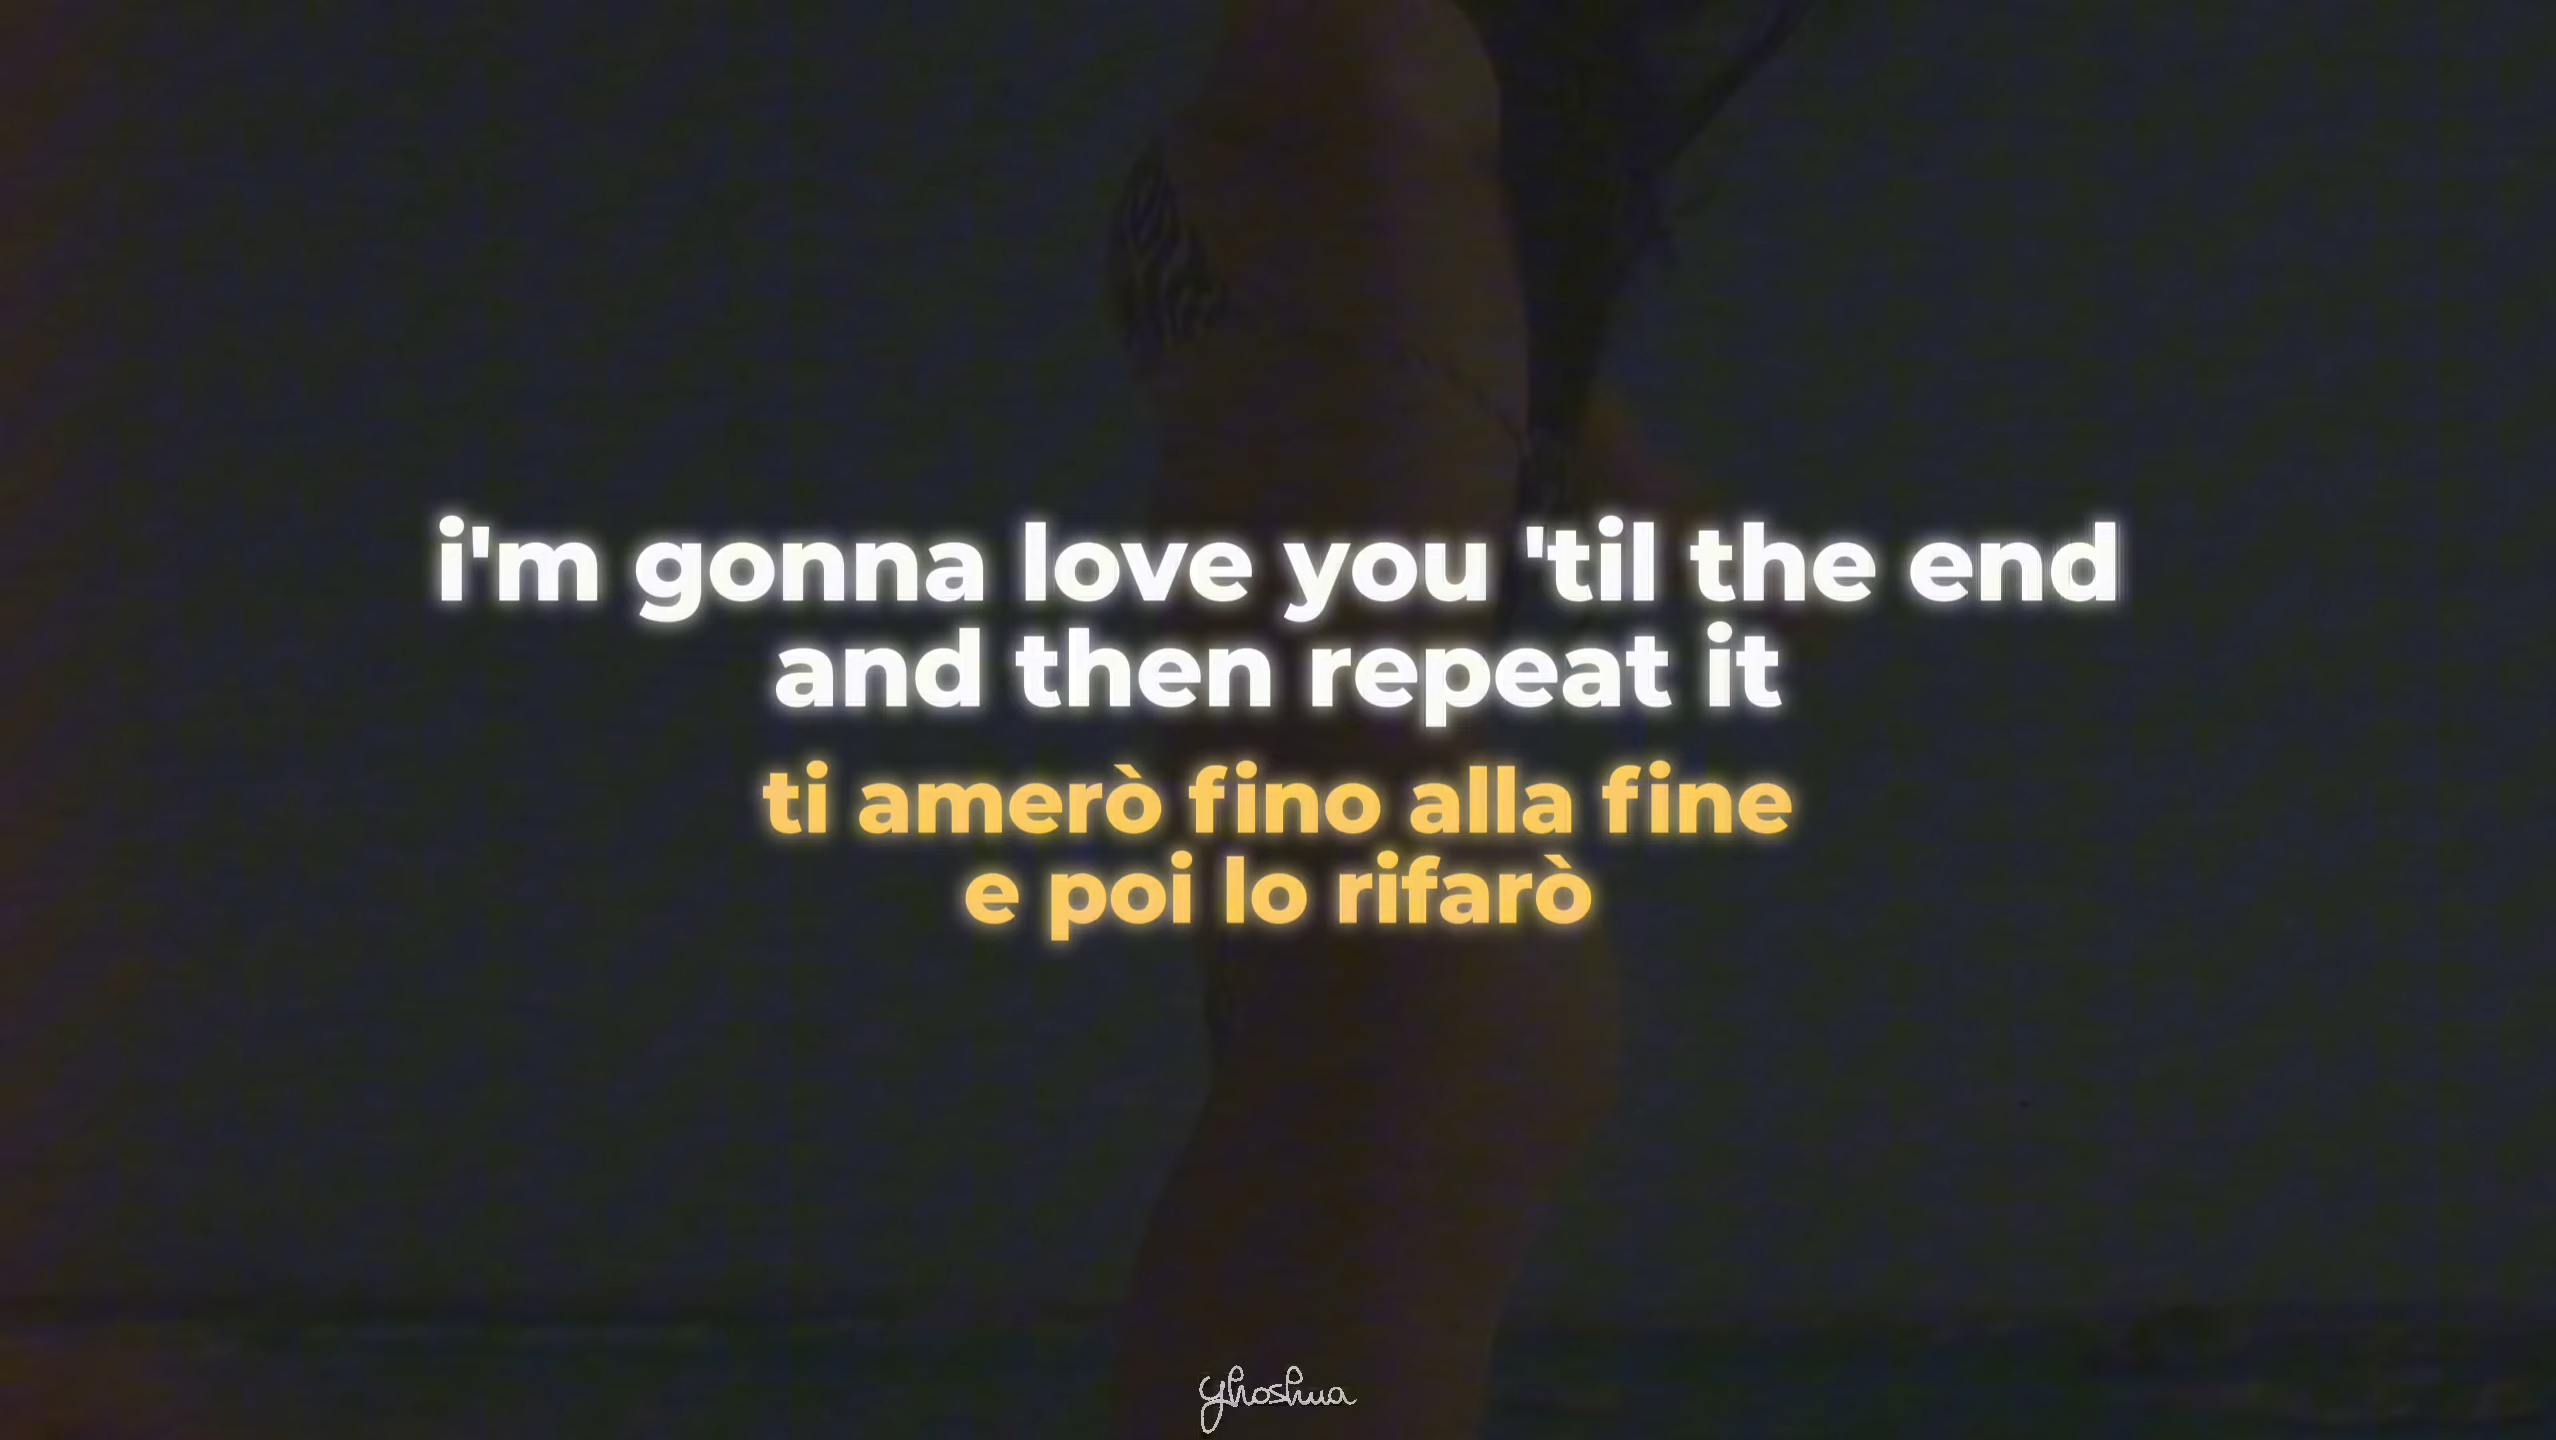 i'm gonna love you 'til the end
and then repeat it
ti amerò fino alla fine
e poi lo rifarò
yhoshua